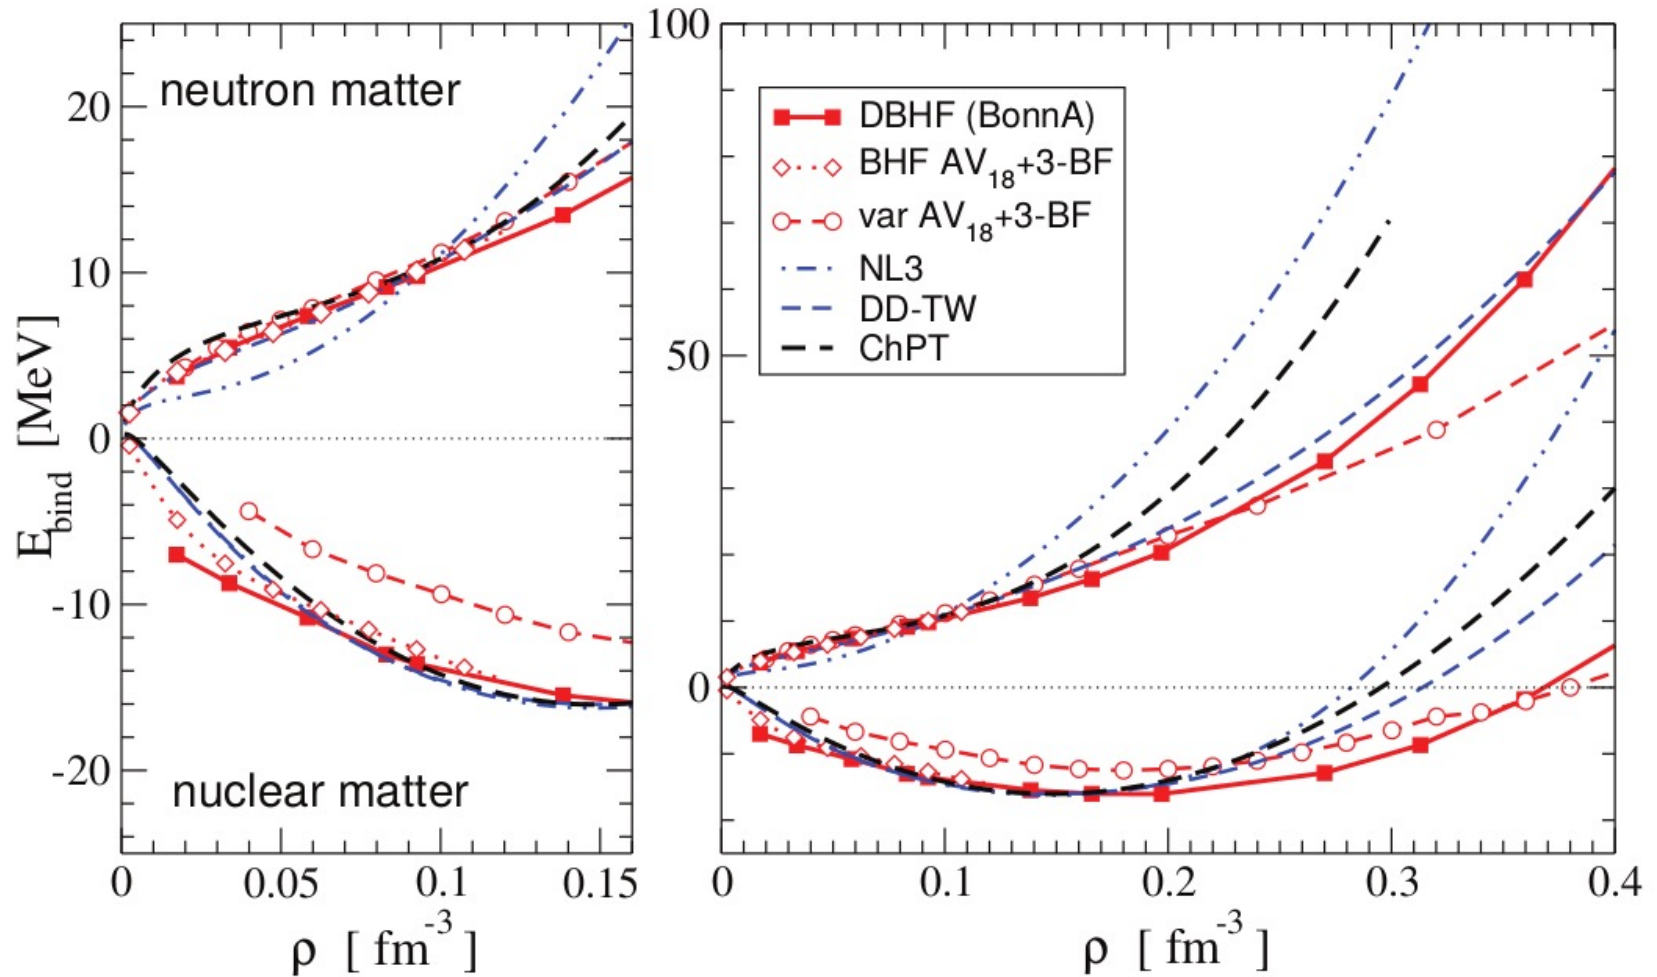 neutron matter
nuclear matter
E_bind [MeV]
20
10
0
-10
-20
0
0.05
0.1
0.15
ρ [ fm^-3 ]
DBHF (BonnA)
BHF AV_18+3-BF
var AV_18+3-BF
NL3
DD-TW
ChPT
100
50
0
0
0.1
0.2
0.3
0.4
ρ [ fm^-3 ]